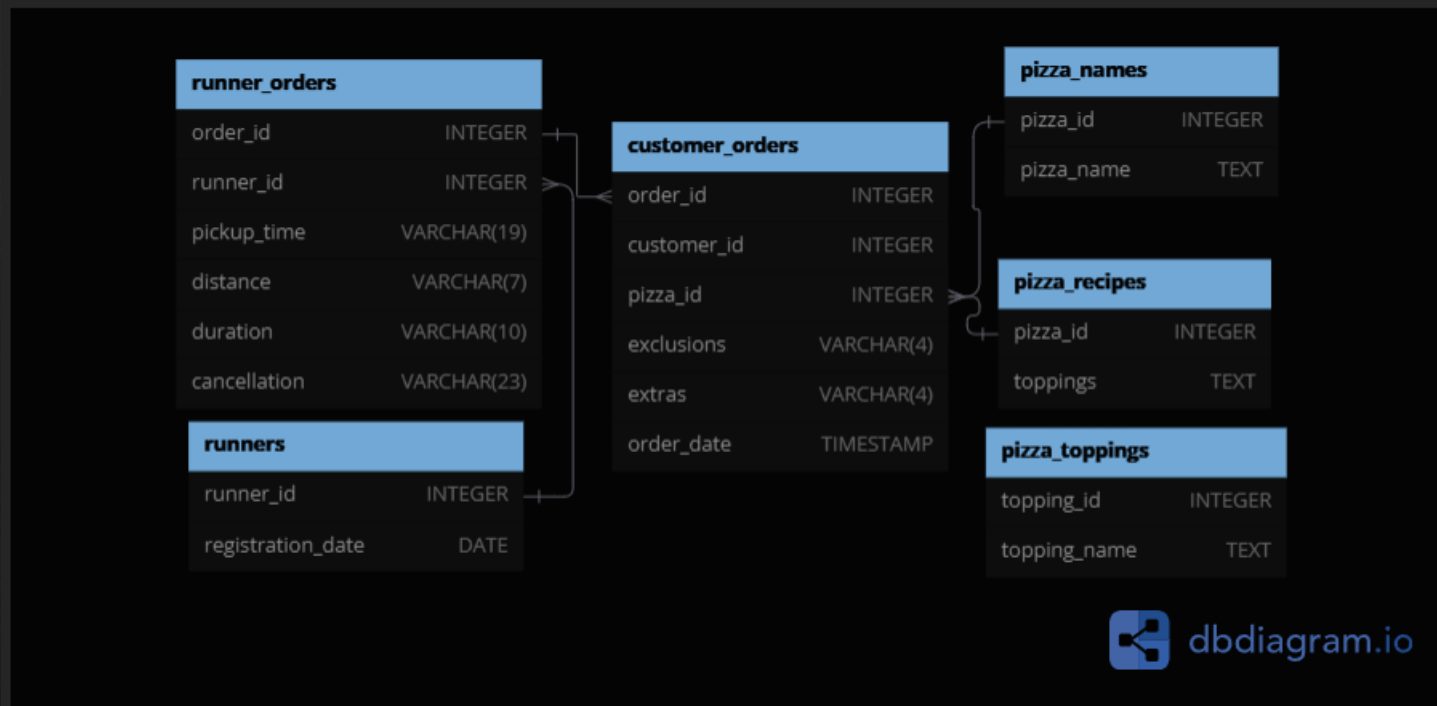 runner_orders
order_id INTEGER
runner_id INTEGER
pickup_time VARCHAR(19)
distance VARCHAR(7)
duration VARCHAR(10)
cancellation VARCHAR(23)
runners
runner_id INTEGER
registration_date DATE
customer_orders
order_id INTEGER
customer_id INTEGER
pizza_id INTEGER
exclusions VARCHAR(4)
extras VARCHAR(4)
order_date TIMESTAMP
pizza_names
pizza_id INTEGER
pizza_name TEXT
pizza_recipes
pizza_id INTEGER
toppings TEXT
pizza_toppings
topping_id INTEGER
topping_name TEXT
dbdiagram.io